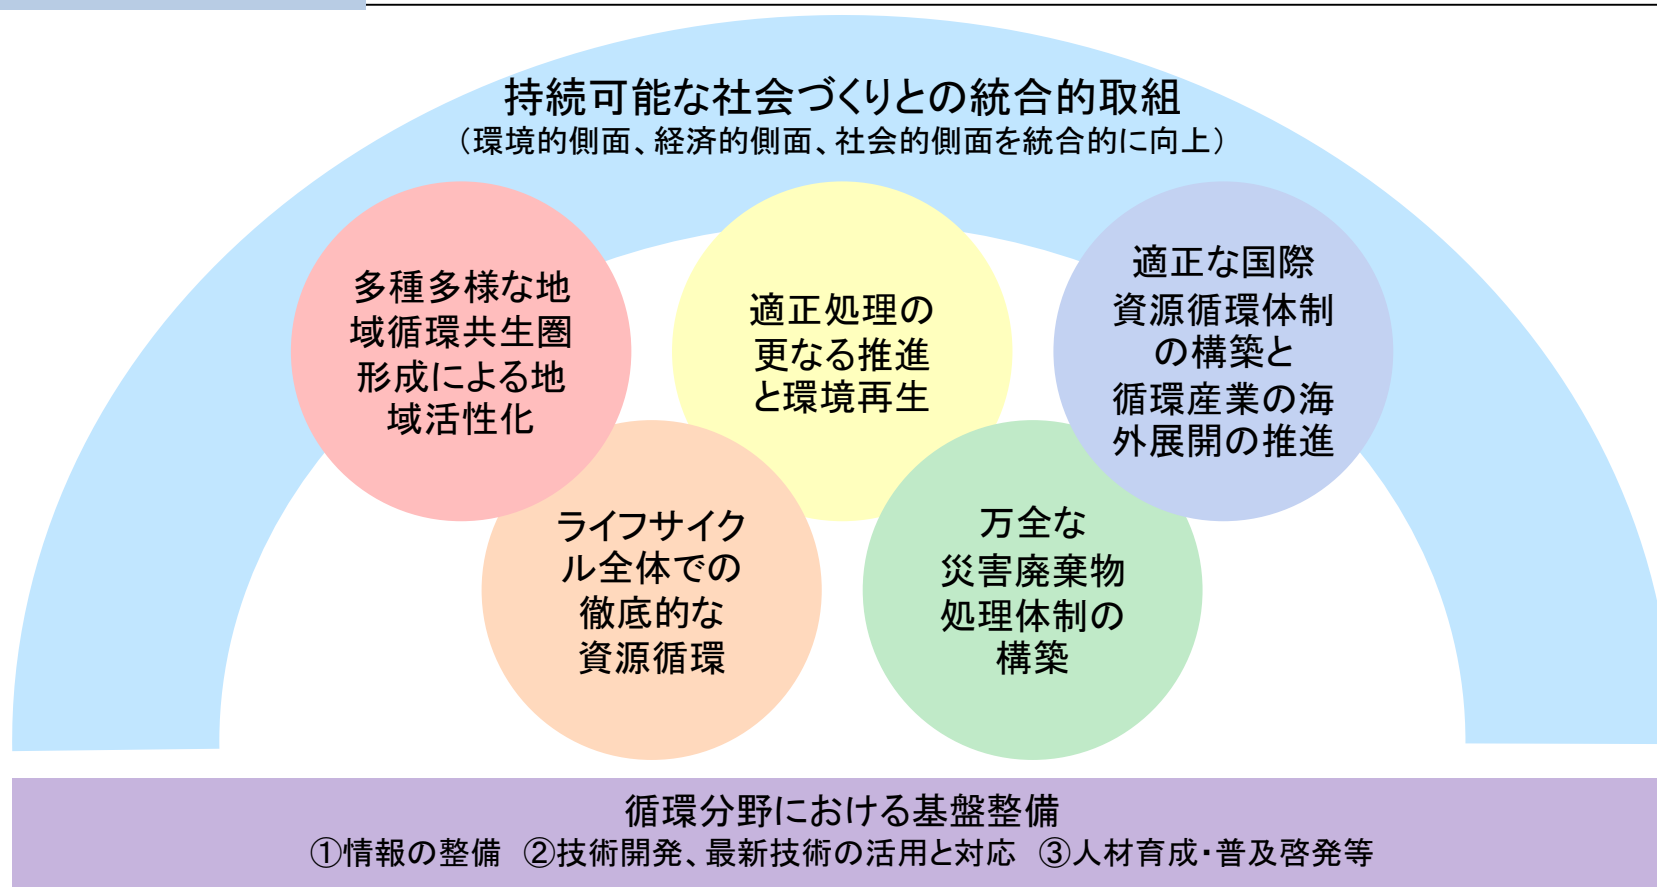 持続可能な社会づくりとの統合的取組
（環境的側面、経済的側面、社会的側面を統合的に向上）
多種多様な地
域循環共生圏
形成による地
域活性化
適正処理の
更なる推進
と環境再生
適正な国際
資源循環体制
の構築と
循環産業の海
外展開の推進
ライフサイク
ル全体での
徹底的な
資源循環
万全な
災害廃棄物
処理体制の
構築
循環分野における基盤整備
①情報の整備 ②技術開発、最新技術の活用と対応 ③人材育成・普及啓発等